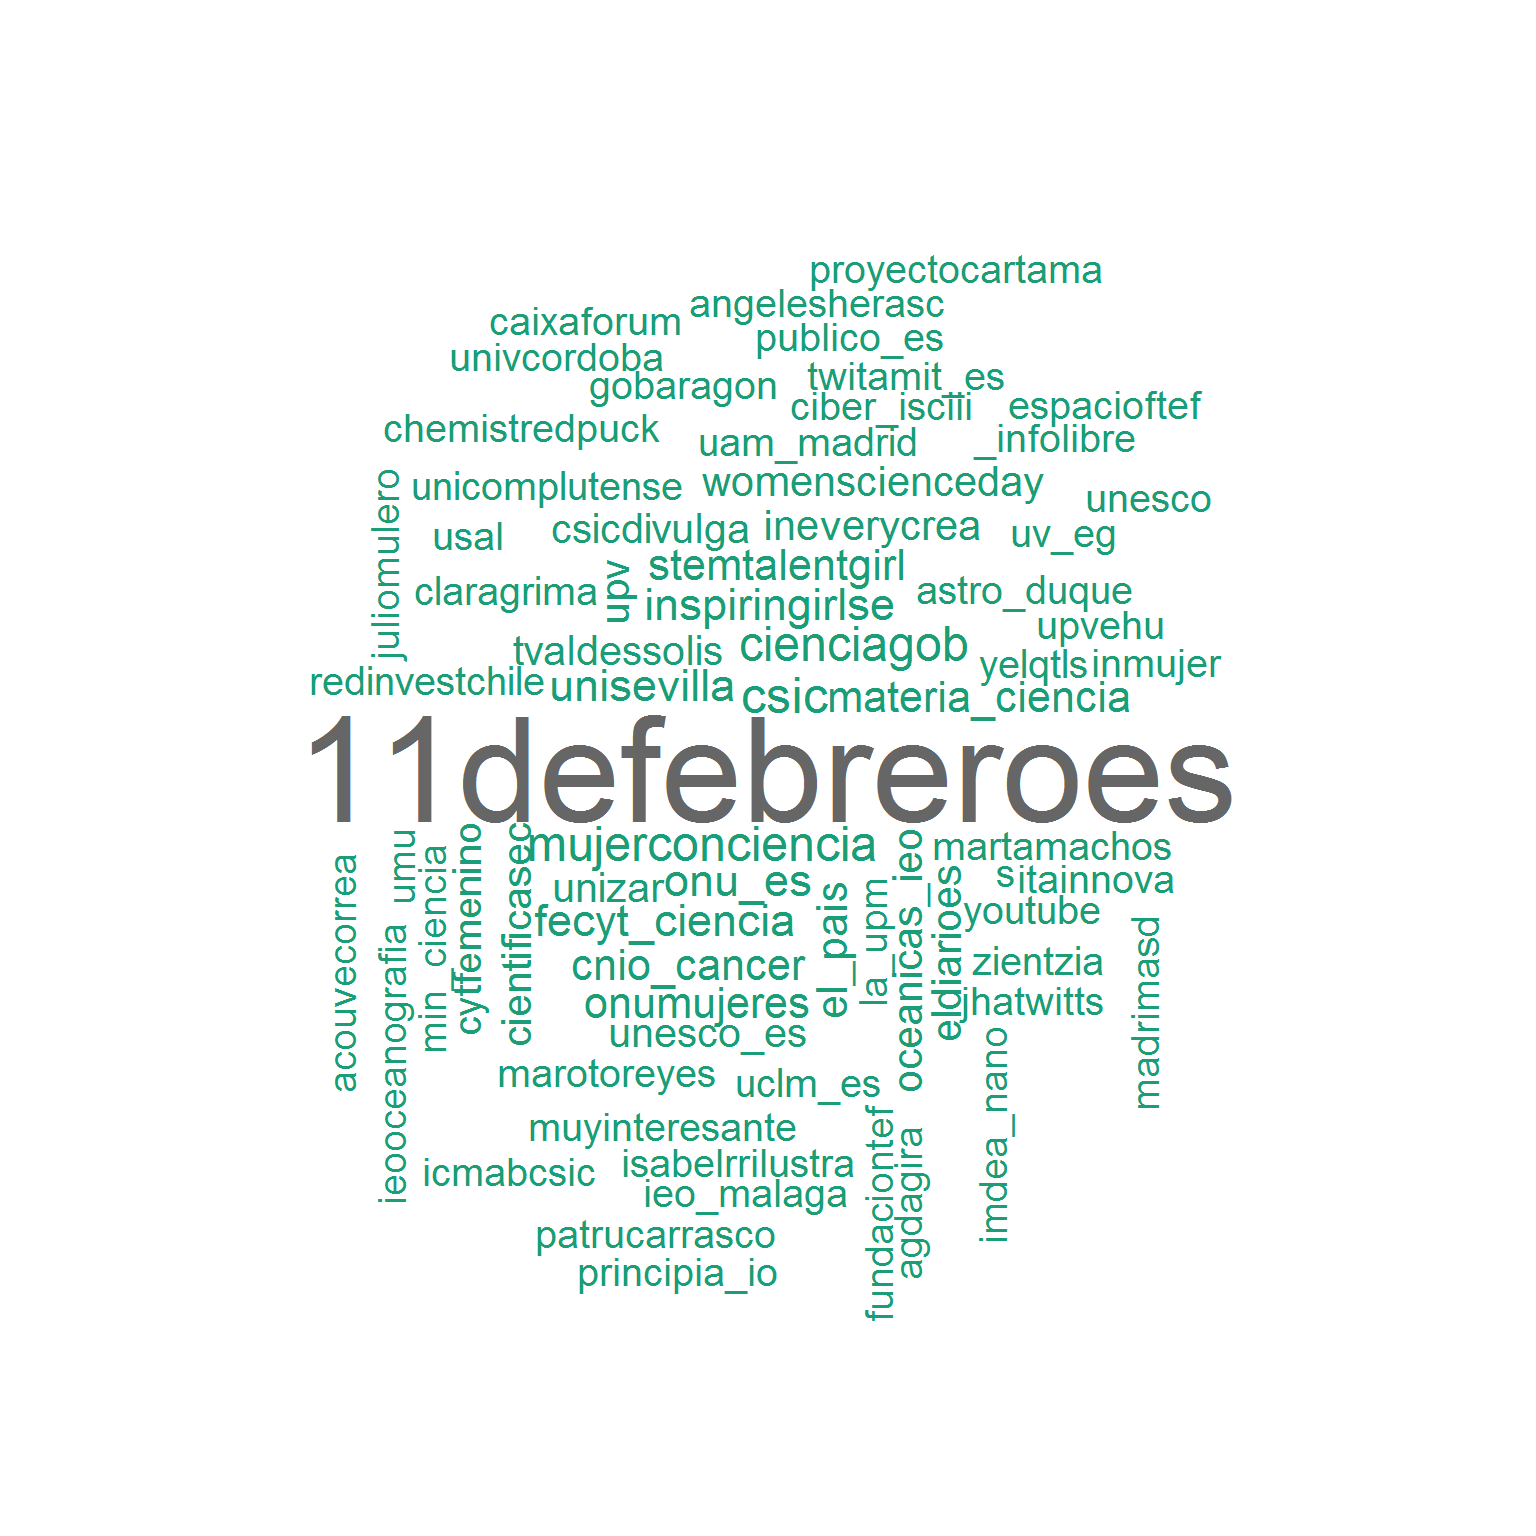 proyectocartama
angelesherasc
caixaforum
publico_es
univcordoba
twitamit_es
gobaragon
ciber_isciii
espacioftef
chemistredpuck
uam_madrid
_infolibre
juliomulero
unicomplutense
womenscienceday
unesco
usal
csicdivulga
ineverycrea
uv_eg
stemtalentgirl
upv
claragrima
inspiringirlse
astro_duque
upvehu
tvaldessolis
cienciagob
yelqtls
inmujer
redinvestchile
unisevilla
csic
materia_ciencia
11defebreroes
acouvecorrea
umu
ieooceanografia
min_ciencia
cytfemenino
cientificasec
mujerconciencia
oceanicas_ieo
martamachos
unizar
onu_es
s
itainnova
el_pais
la_upm
eldiarioes
fecyt_ciencia
youtube
madrimasd
cnio_cancer
zientzia
onumujeres
jhatwitts
unesco_es
imdea_nano
marotoreyes
uclm_es
muyinteresante
fundaciontef
agdagira
icmabcsic
isabelrrilustra
ieo_malaga
patrucarrasco
principia_io